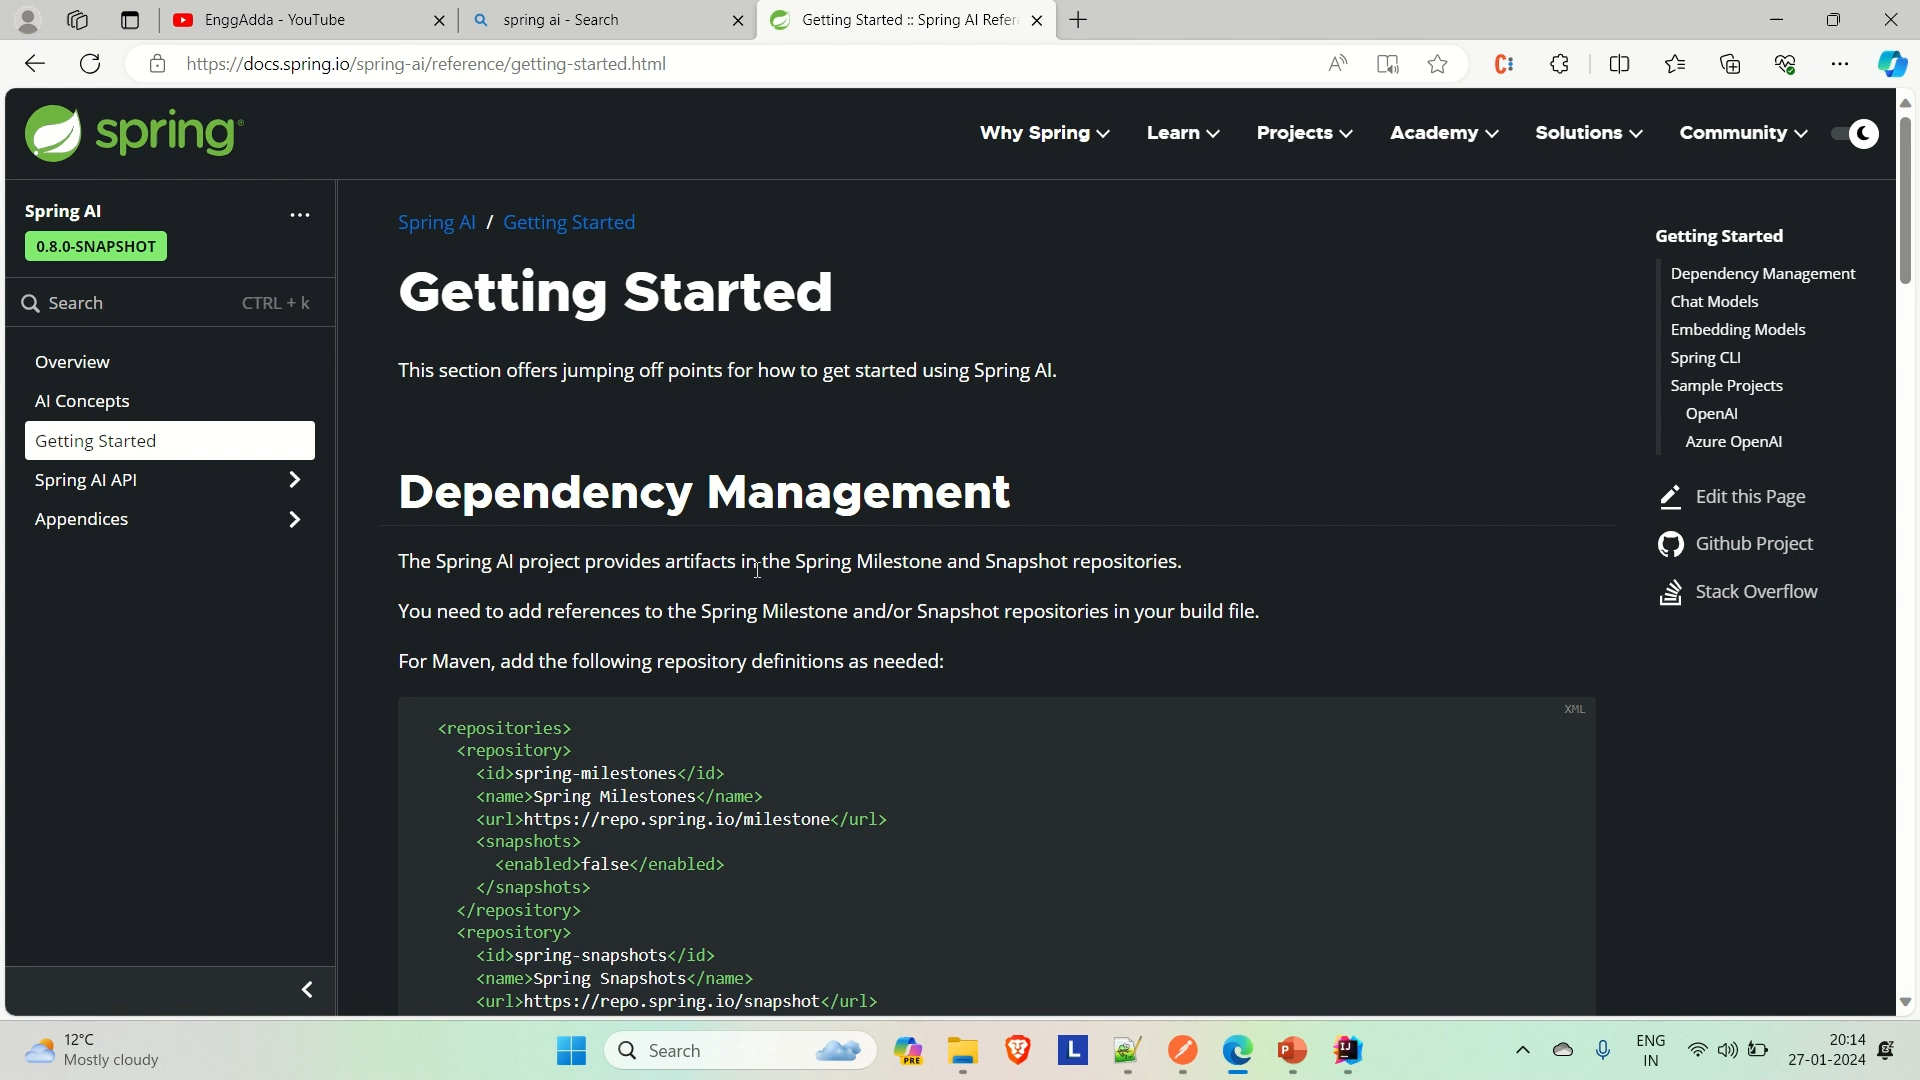 EnggAdda - YouTube
spring ai - Search
Getting Started :: Spring AI Refer
https://docs.spring.io/spring-ai/reference/getting-started.html
spring
Why Spring
Learn
Projects
Academy
Solutions
Community
Spring AI
0.8.0-SNAPSHOT
Search CTRL + k
Overview
AI Concepts
Getting Started
Spring AI API
Appendices
Spring AI / Getting Started
Getting Started
This section offers jumping off points for how to get started using Spring AI.
Dependency Management
The Spring AI project provides artifacts in the Spring Milestone and Snapshot repositories.
You need to add references to the Spring Milestone and/or Snapshot repositories in your build file.
For Maven, add the following repository definitions as needed:
XML
<repositories>
<repository>
<id>spring-milestones</id>
<name>Spring Milestones</name>
<url>https://repo.spring.io/milestone</url>
<snapshots>
<enabled>false</enabled>
</snapshots>
</repository>
<repository>
<id>spring-snapshots</id>
<name>Spring Snapshots</name>
<url>https://repo.spring.io/snapshot</url>
Getting Started
Dependency Management
Chat Models
Embedding Models
Spring CLI
Sample Projects
OpenAI
Azure OpenAI
Edit this Page
Github Project
Stack Overflow
12°C
Mostly cloudy
Search
PRE
L
P
IJ
ENG
IN
20:14
27-01-2024